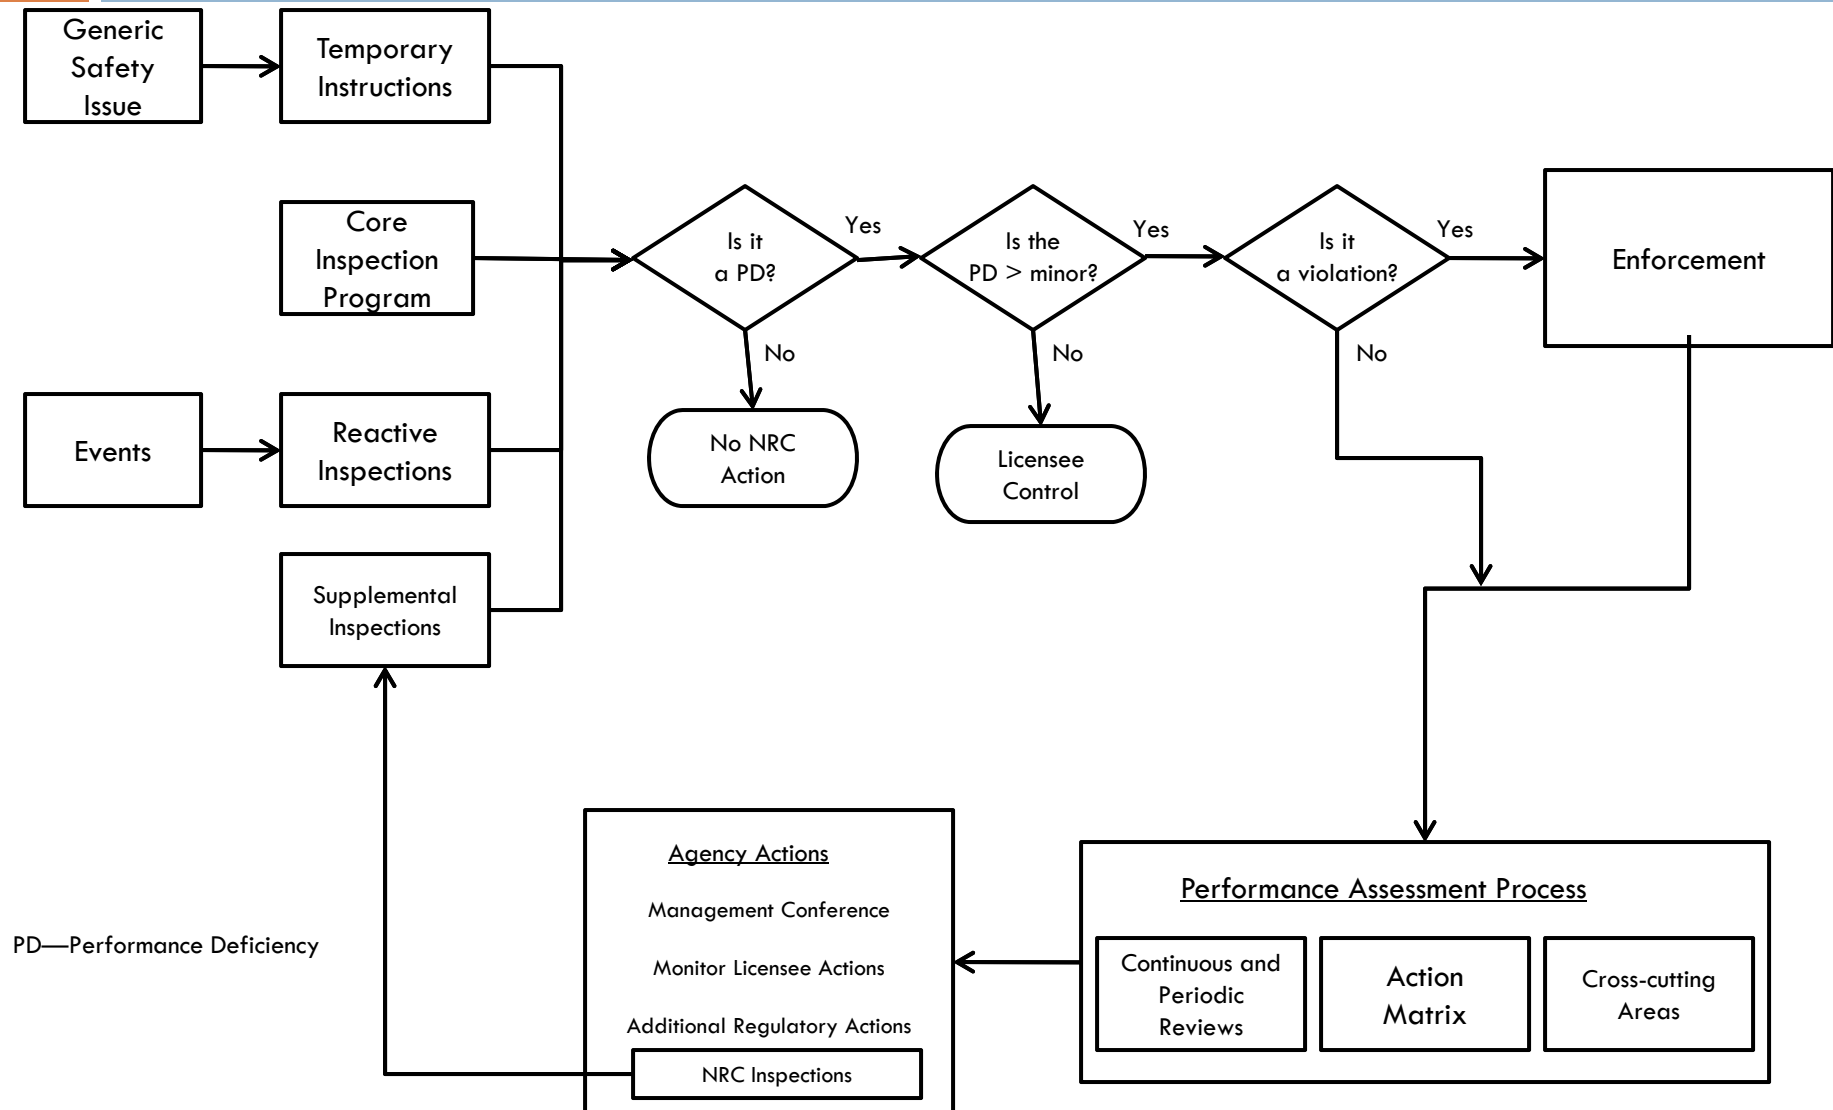 Generic
Safety
Issue
Temporary
Instructions
Core
Inspection
Program
Events
Reactive
Inspections
Supplemental
Inspections
Is it
a PD?
Yes
No
No NRC
Action
Is the
PD > minor?
Yes
No
Licensee
Control
Is it
a violation?
Yes
No
Enforcement
Performance Assessment Process
Continuous and
Periodic
Reviews
Action
Matrix
Cross-cutting
Areas
Agency Actions
Management Conference
Monitor Licensee Actions
Additional Regulatory Actions
NRC Inspections
PD—Performance Deficiency